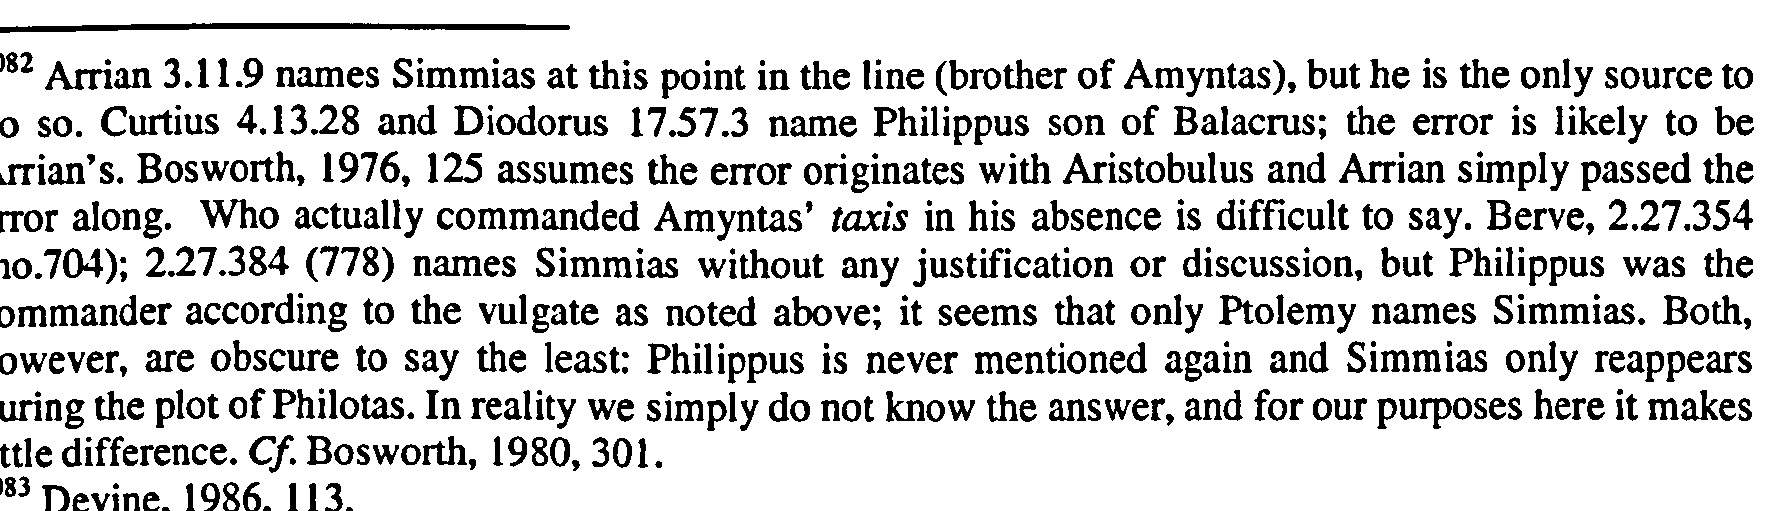 082 Arrian 3.11.9 names Simmias at this point in the line (brother of Amyntas), but he is the only source to
o so. Curtius 4.13.28 and Diodorus 17.57.3 name Philippus son of Balacrus; the error is likely to be
rrian's. Bosworth, 1976, 125 assumes the error originates with Aristobulus and Arrian simply passed the
rror along. Who actually commanded Amyntas' taxis in his absence is difficult to say. Berve, 2.27.354
no.704); 2.27.384 (778) names Simmias without any justification or discussion, but Philippus was the
ommander according to the vulgate as noted above; it seems that only Ptolemy names Simmias. Both,
owever, are obscure to say the least: Philippus is never mentioned again and Simmias only reappears
uring the plot of Philotas. In reality we simply do not know the answer, and for our purposes here it makes
ttle difference. Cf. Bosworth, 1980, 301.
083 Devine, 1986, 113.